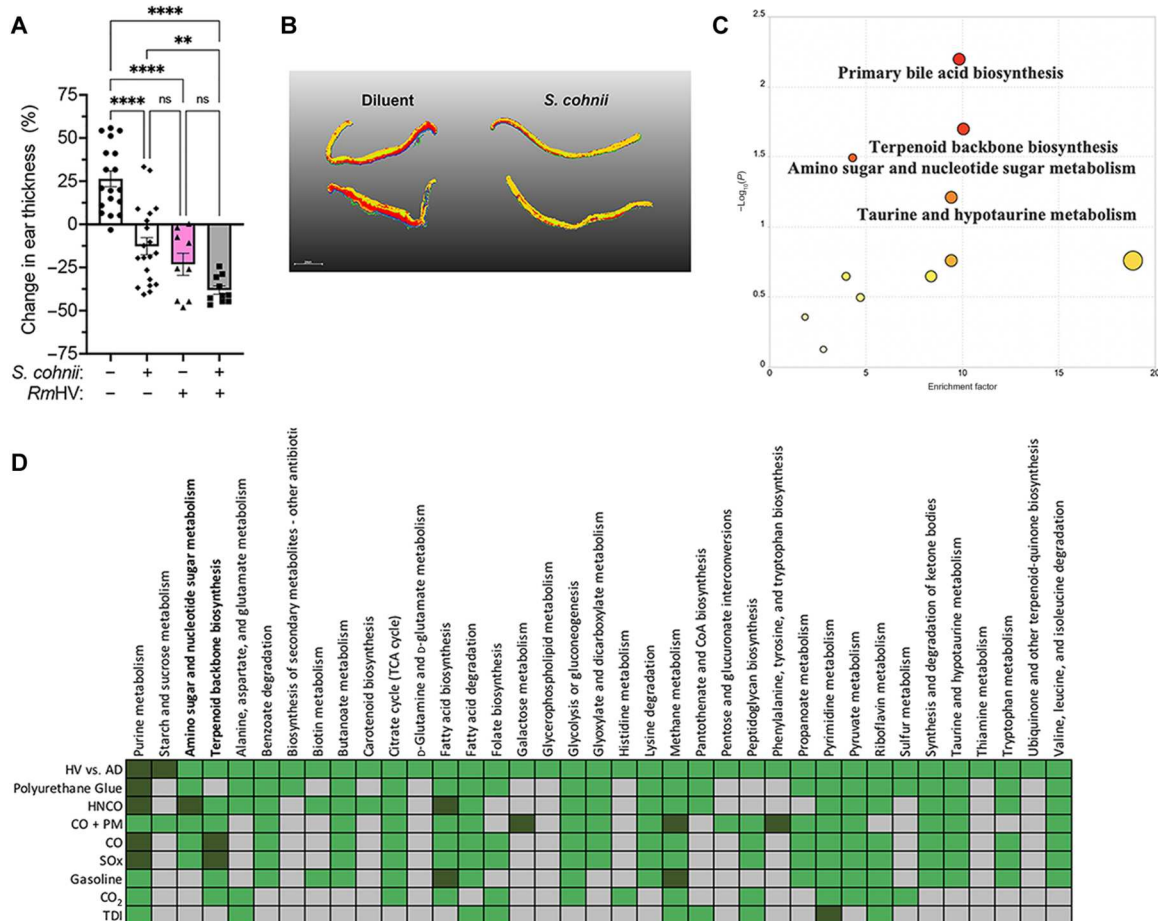 A
****
**
****
****
ns
ns
Change in ear thickness (%)
75
50
25
0
−25
−50
−75
S. cohnii: − + − +
RmHV: − − + +
B
Diluent
S. cohnii
C
Primary bile acid biosynthesis
Terpenoid backbone biosynthesis
Amino sugar and nucleotide sugar metabolism
Taurine and hypotaurine metabolism
−Log10(P)
2.5
2
1.5
1
0.5
0
0
5
10
15
20
Enrichment factor
D
Purine metabolism
Starch and sucrose metabolism
Amino sugar and nucleotide sugar metabolism
Terpenoid backbone biosynthesis
Alanine, aspartate, and glutamate metabolism
Benzoate degradation
Biosynthesis of secondary metabolites - other antibiotic
Biotin metabolism
Butanoate metabolism
Carotenoid biosynthesis
Citrate cycle (TCA cycle)
D-Glutamine and D-glutamate metabolism
Fatty acid biosynthesis
Fatty acid degradation
Folate biosynthesis
Galactose metabolism
Glycerophospholipid metabolism
Glycolysis or gluconeogenesis
Glyoxylate and dicarboxylate metabolism
Histidine metabolism
Lysine degradation
Methane metabolism
Pantothenate and CoA biosynthesis
Pentose and glucuronate interconversions
Peptidoglycan biosynthesis
Phenylalanine, tyrosine, and tryptophan biosynthesis
Propanoate metabolism
Pyrimidine metabolism
Pyruvate metabolism
Riboflavin metabolism
Sulfur metabolism
Synthesis and degradation of ketone bodies
Taurine and hypotaurine metabolism
Thiamine metabolism
Tryptophan metabolism
Ubiquinone and other terpenoid-quinone biosynthesis
Valine, leucine, and isoleucine degradation
HV vs. AD
Polyurethane Glue
HNCO
CO + PM
CO
SOx
Gasoline
CO2
TDI